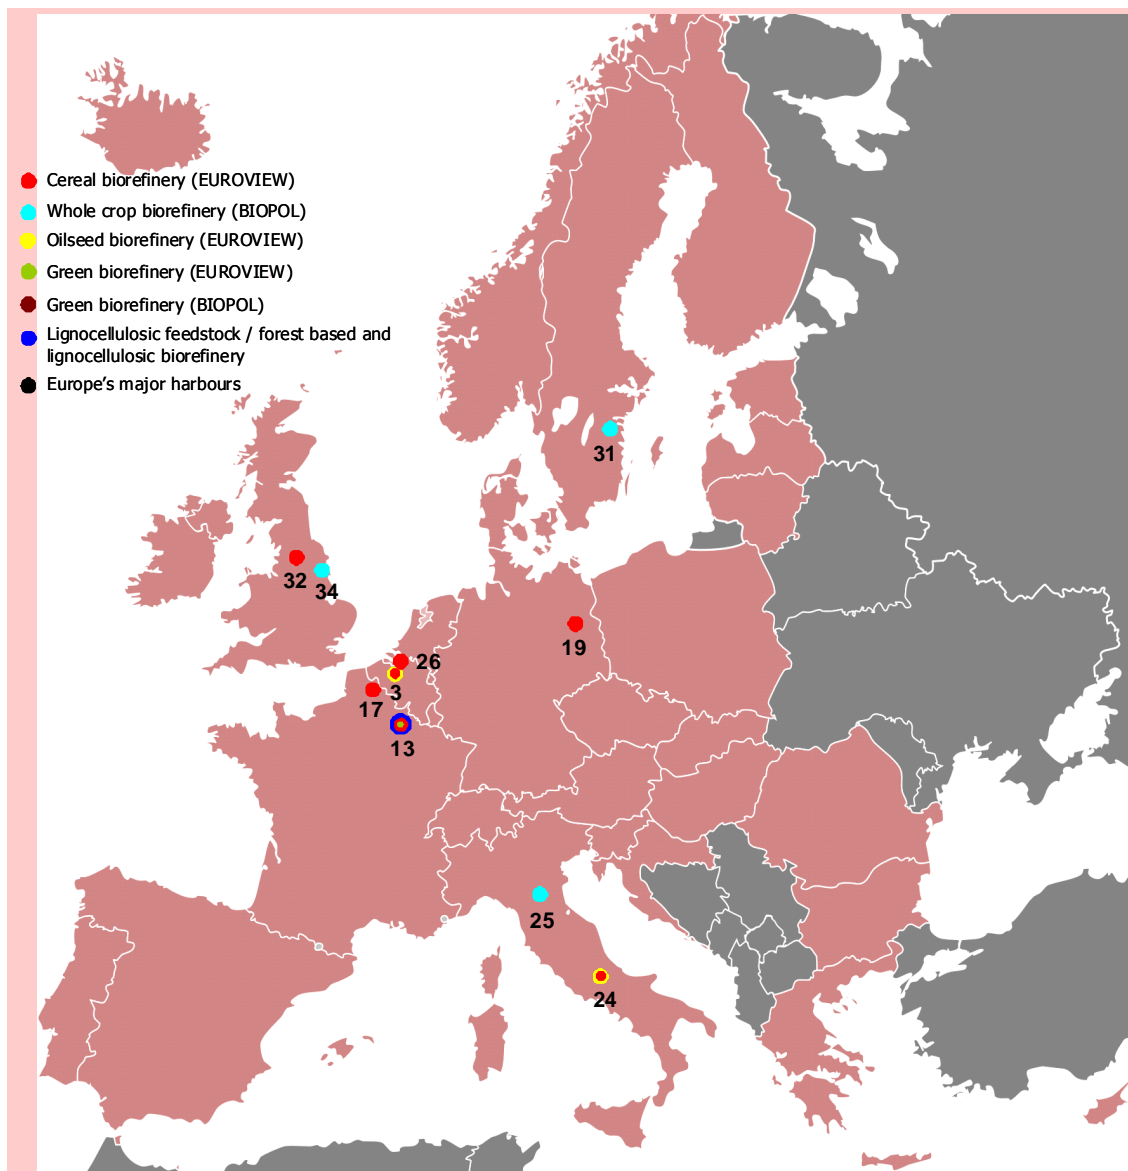 Cereal biorefinery (EUROVIEW)
Whole crop biorefinery (BIOPOL)
Oilseed biorefinery (EUROVIEW)
Green biorefinery (EUROVIEW)
Green biorefinery (BIOPOL)
Lignocellulosic feedstock / forest based and
lignocellulosic biorefinery
Europe's major harbours
31
32
34
19
26
3
17
13
25
24